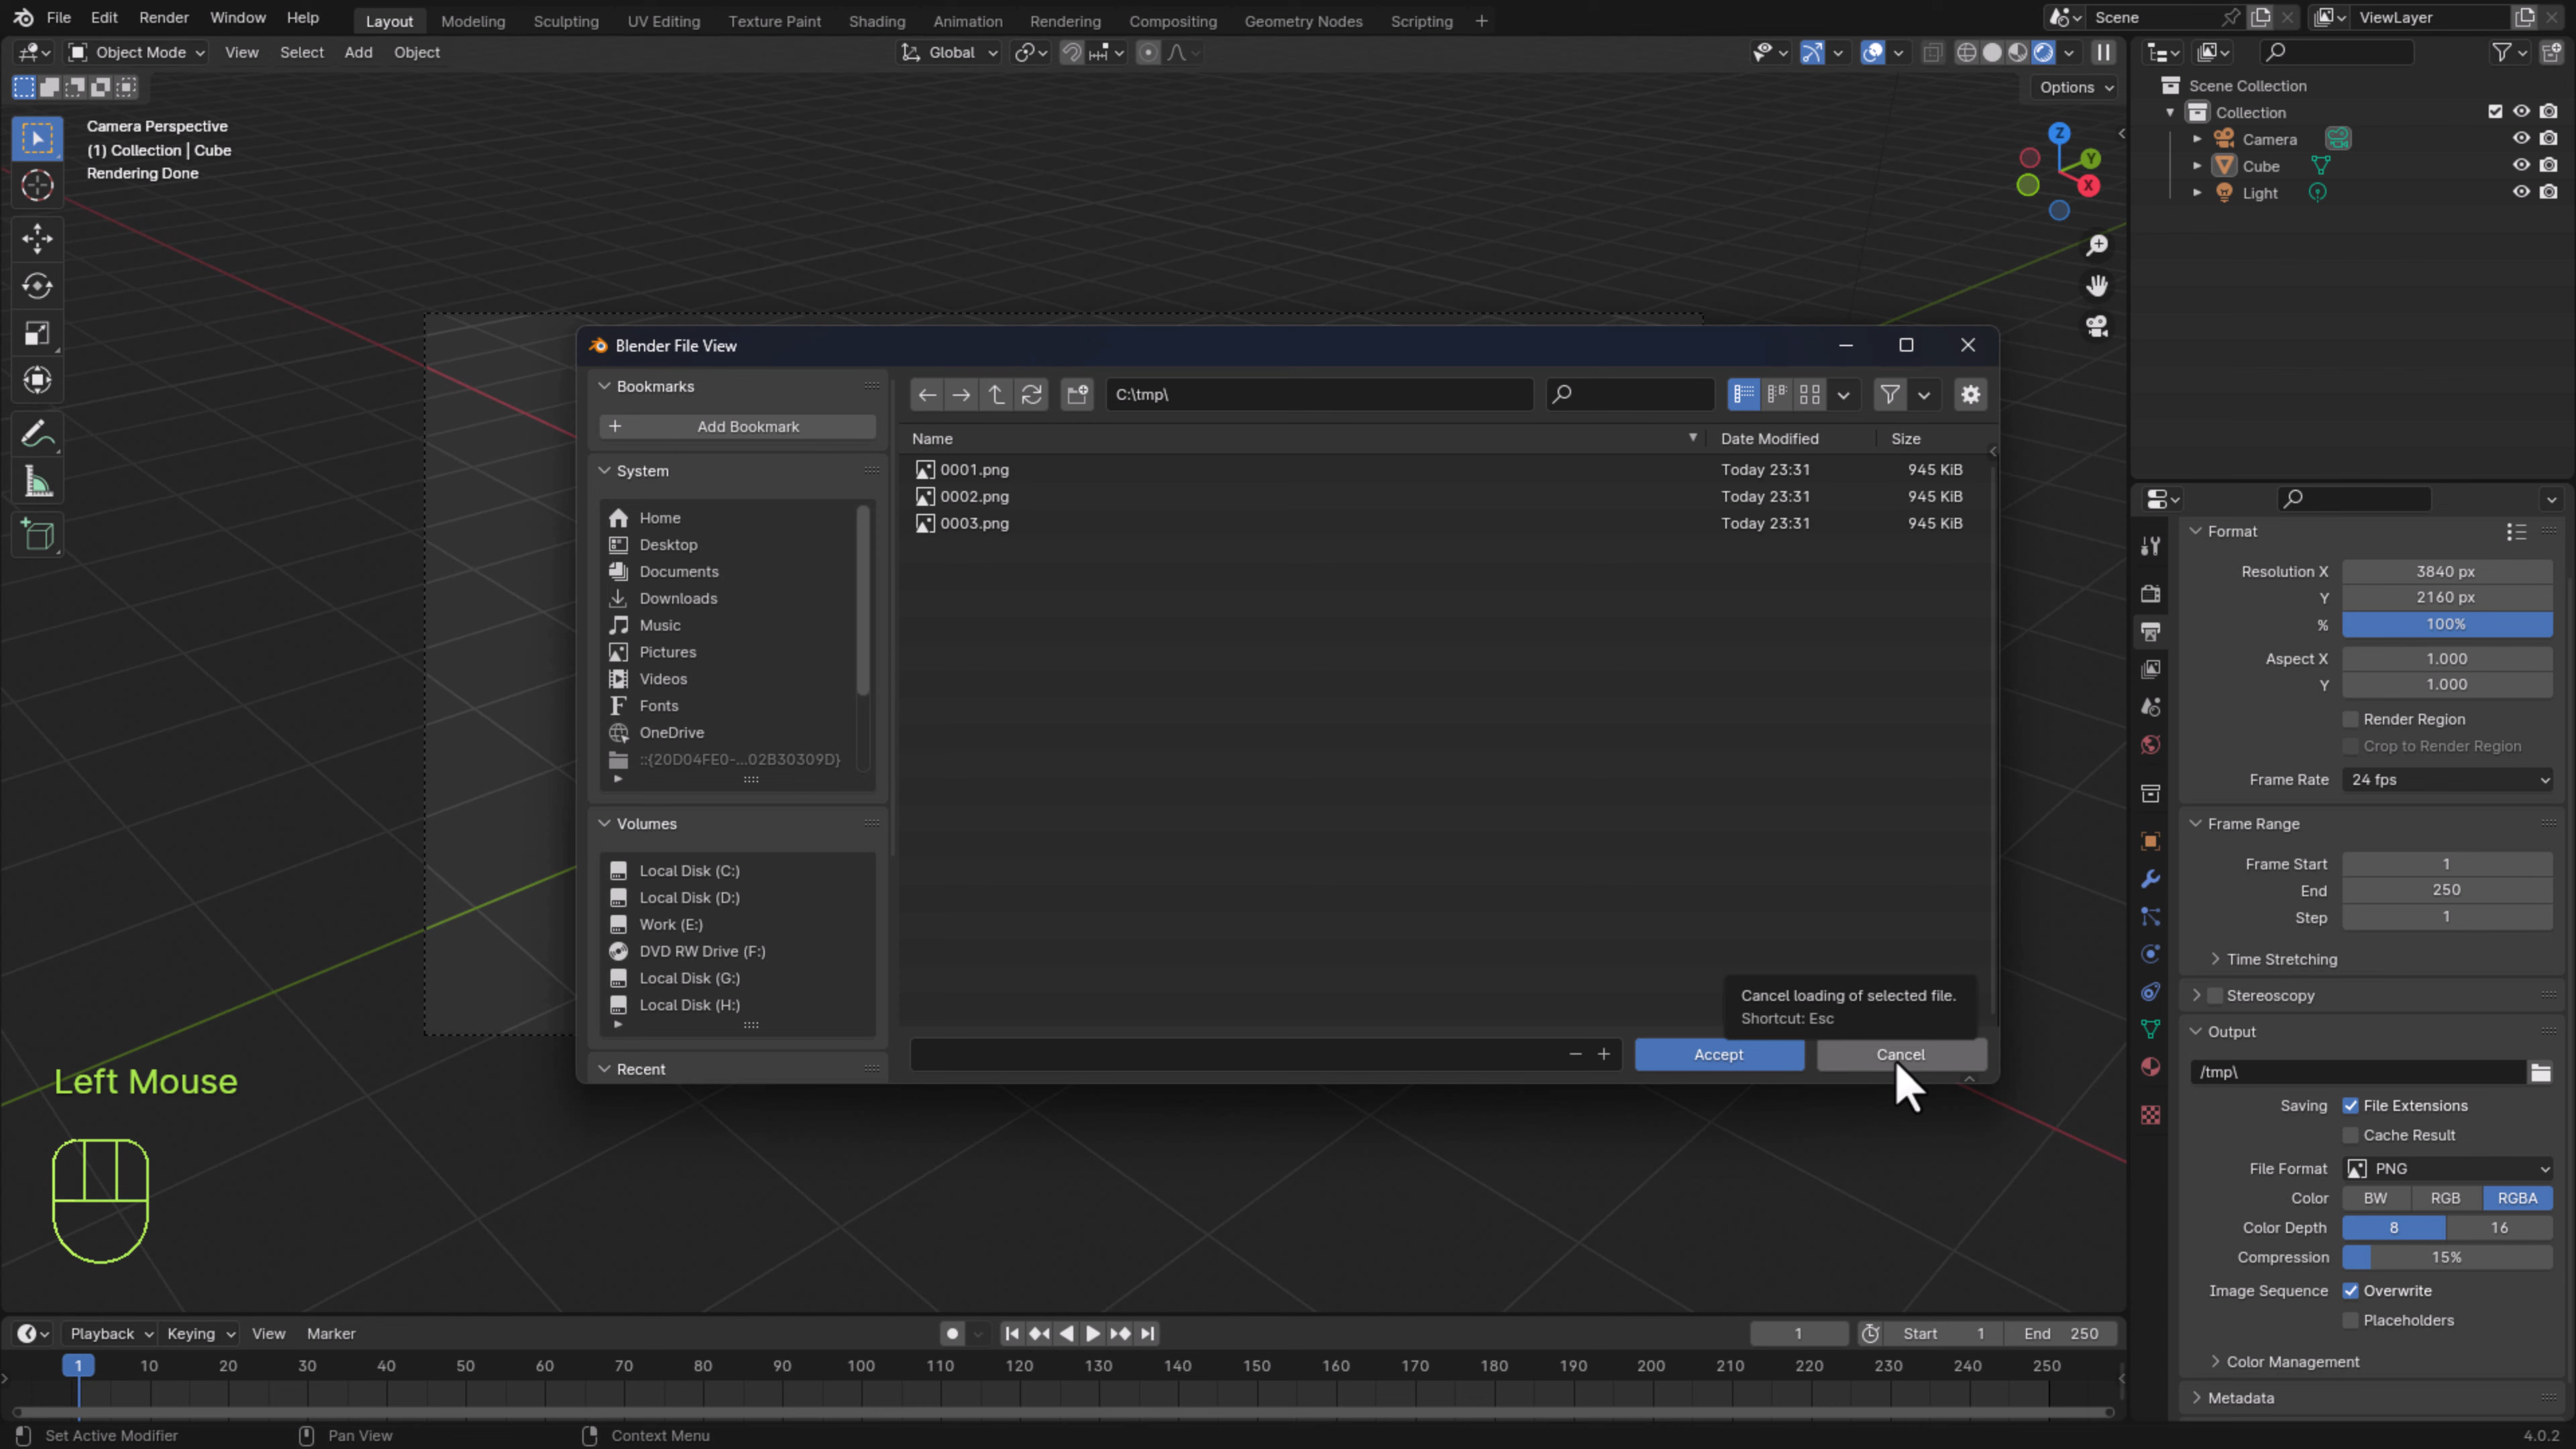 File Edit Render Window Help Layout Modeling Sculpting UV Editing Texture Paint Shading Animation Rendering Compositing Geometry Nodes Scripting + Scene ViewLayer
Object Mode View Select Add Object Global
Options
Camera Perspective
(1) Collection | Cube
Rendering Done
Z
Y
X
Scene Collection
Collection
Camera
Cube
Light
Blender File View
Bookmarks
Add Bookmark
System
Home
Desktop
Documents
Downloads
Music
Pictures
Videos
Fonts
OneDrive
::{20D04FE0-...02B30309D}
Volumes
Local Disk (C:)
Local Disk (D:)
Work (E:)
DVD RW Drive (F:)
Local Disk (G:)
Local Disk (H:)
Recent
C:\tmp\
Name Date Modified Size
0001.png Today 23:31 945 KiB
0002.png Today 23:31 945 KiB
0003.png Today 23:31 945 KiB
Cancel loading of selected file.
Shortcut: Esc
Accept Cancel
Format
Resolution X 3840 px
Y 2160 px
% 100%
Aspect X 1.000
Y 1.000
Render Region
Crop to Render Region
Frame Rate 24 fps
Frame Range
Frame Start 1
End 250
Step 1
Time Stretching
Stereoscopy
Output
/tmp\
Saving File Extensions
Cache Result
File Format PNG
Color BW RGB RGBA
Color Depth 8 16
Compression 15%
Image Sequence Overwrite
Placeholders
Color Management
Metadata
Left Mouse
Playback Keying View Marker 1 Start 1 End 250
1 10 20 30 40 50 60 70 80 90 100 110 120 130 140 150 160 170 180 190 200 210 220 230 240 250
Set Active Modifier Pan View Context Menu 4.0.2